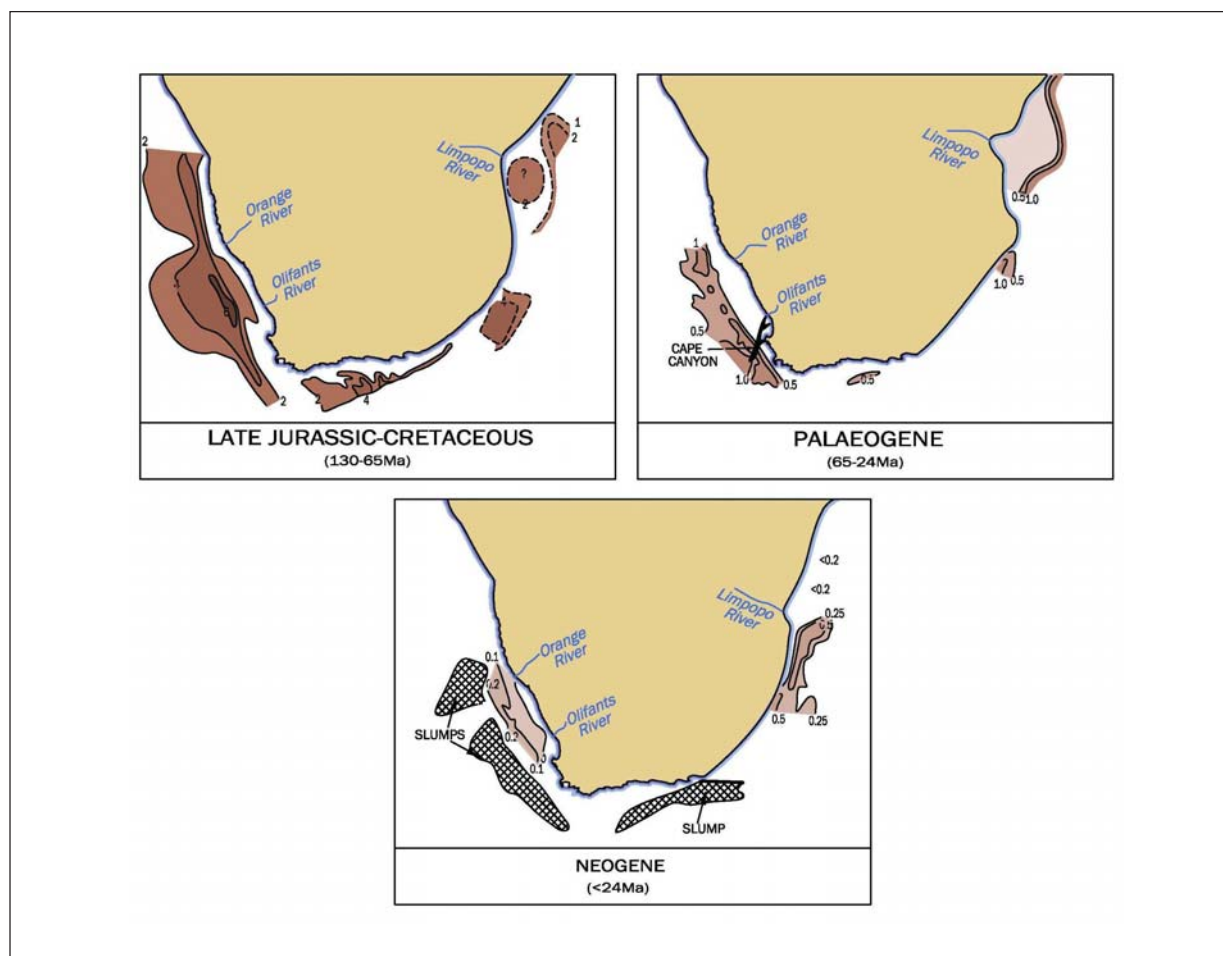 2
1
2
Limpopo
River
?
2
Orange
River
Olifants
River
4
2
2
4
LATE JURASSIC-CRETACEOUS
(130-65Ma)
Limpopo
River
0.5
1.0
Orange
River
1
Olifants
River
1.0
0.5
0.5
CAPE
CANYON
1.0
0.5
0.5
PALAEOGENE
(65-24Ma)
<0.2
<0.2
Limpopo
River
0.25
0.1
Orange
River
0.2
Olifants
River
0.5
0.25
SLUMPS
0.2
0
0.1
SLUMP
NEOGENE
(<24Ma)